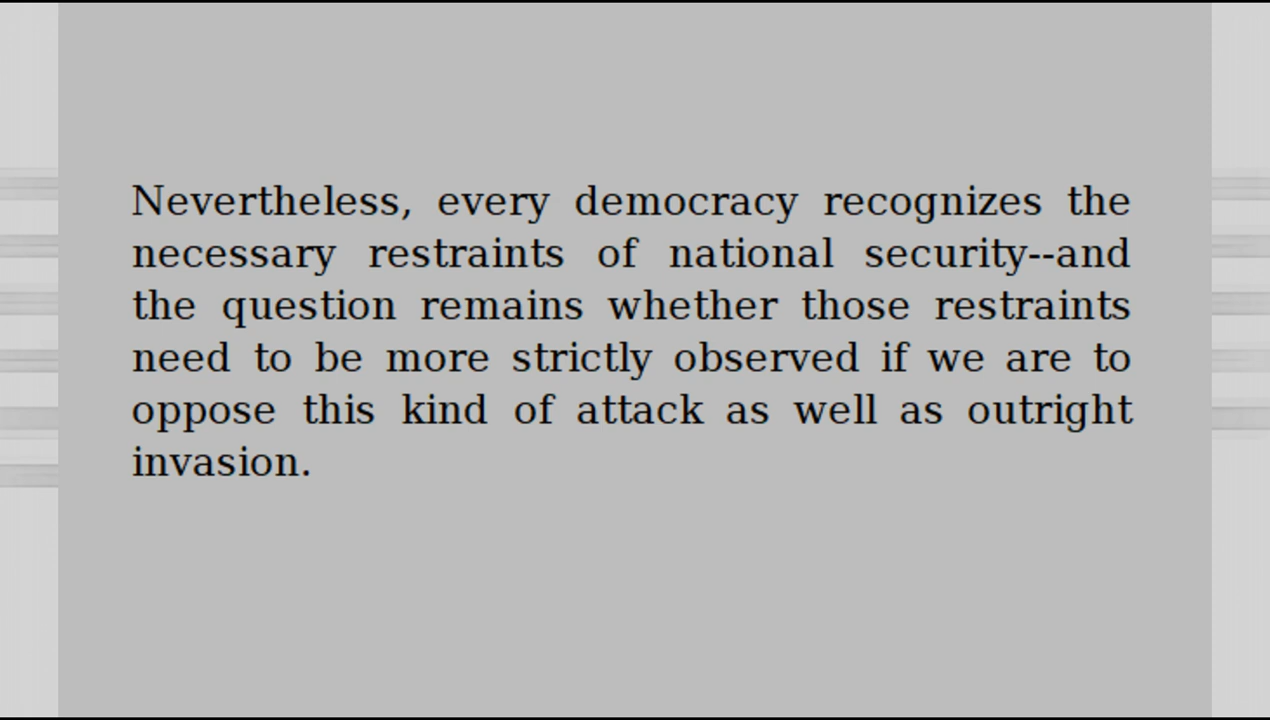 Nevertheless, every democracy recognizes the
necessary restraints of national security--and
the question remains whether those restraints
need to be more strictly observed if we are to
oppose this kind of attack as well as outright
invasion.